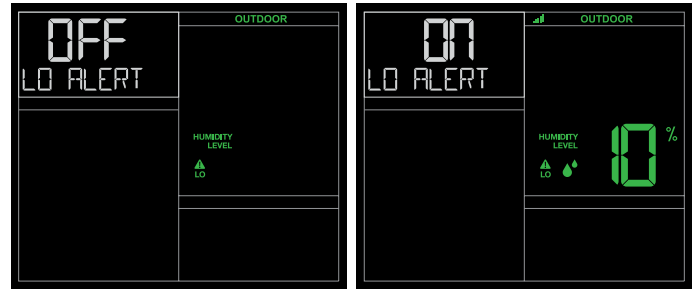 OFF
LO ALERT
OUTDOOR
HUMIDITY
LEVEL
LO
ON
LO ALERT
OUTDOOR
HUMIDITY
LEVEL
LO
10 %